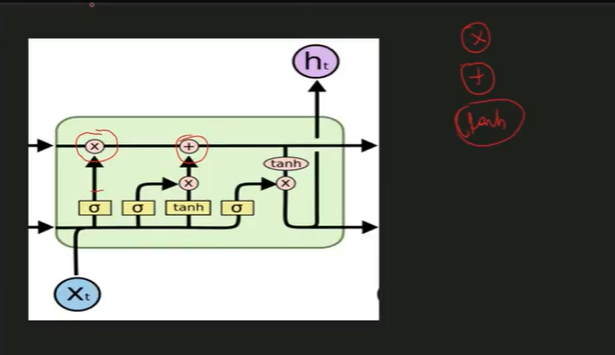 ×
ht
+
× +
tanh
tanh
× ×
σ σ tanh σ
xt